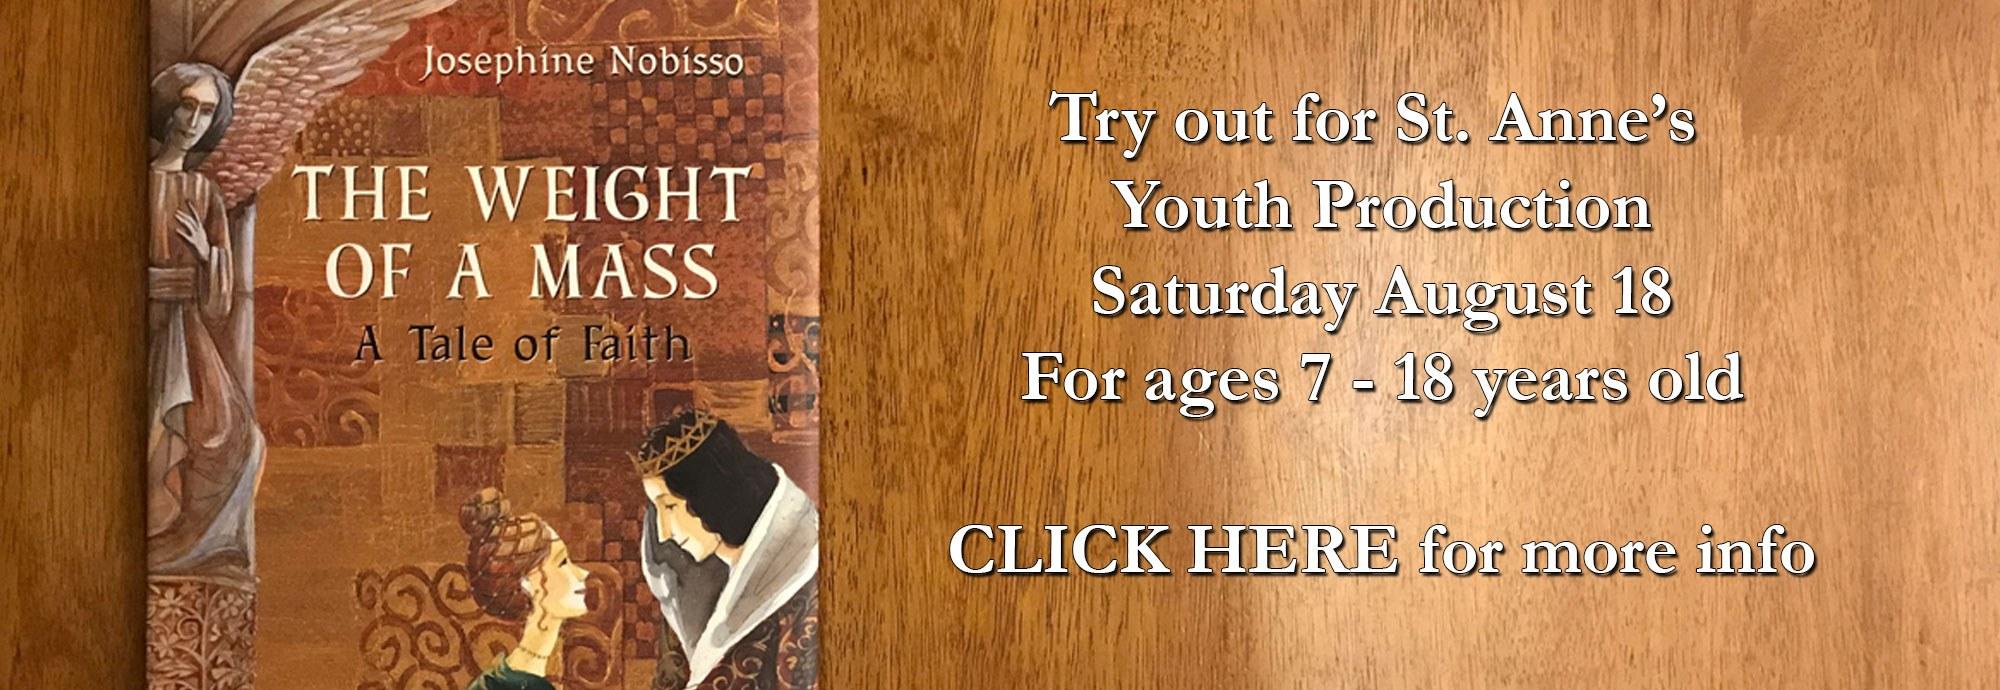 Josephine Nobisso
THE WEIGHT
OF A MASS
A Tale of Faith
Try out for St. Anne's
Youth Production
Saturday August 18
For ages 7 - 18 years old
CLICK HERE for more info